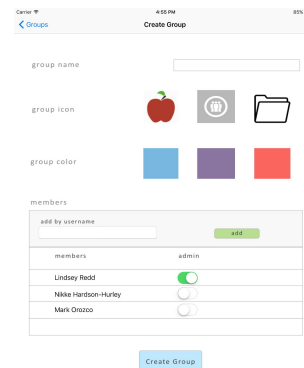 Carrier 4:55 PM 85%
Groups Create Group
group name
group icon
group color
members
add by username
add
members admin
Lindsey Redd
Nikke Hardson-Hurley
Mark Orozco
Create Group